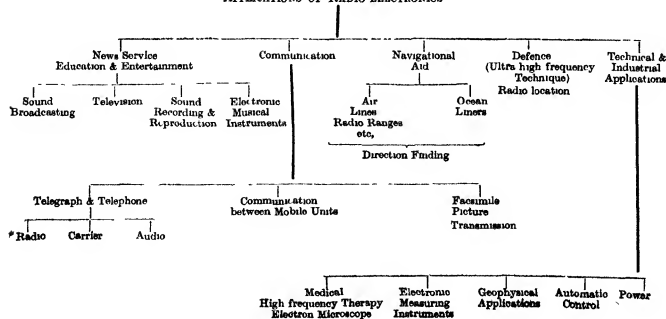 APPLICATIONS OF RADIO ELECTRONICS
News Service
Education & Entertainment
Communication
Navigational
Aid
Defence
(Ultra high frequency
Technique)
Radio location
Technical &
Industrial
Applications
Sound
Broadcasting
Television
Sound
Recording &
Reproduction
Electronic
Musical
Instruments
Air
Lines
Radio Ranges
etc,
Ocean
Liners
Direction Finding
Telegraph & Telephone
Communication
between Mobile Units
Facsimile
Picture
Transmission
*Radio
Carrier
Audio
Medical
High frequency Therapy
Electron Microscope
Electronic
Measuring
Instruments
Geophysical
Applications
Automatic
Control
Power